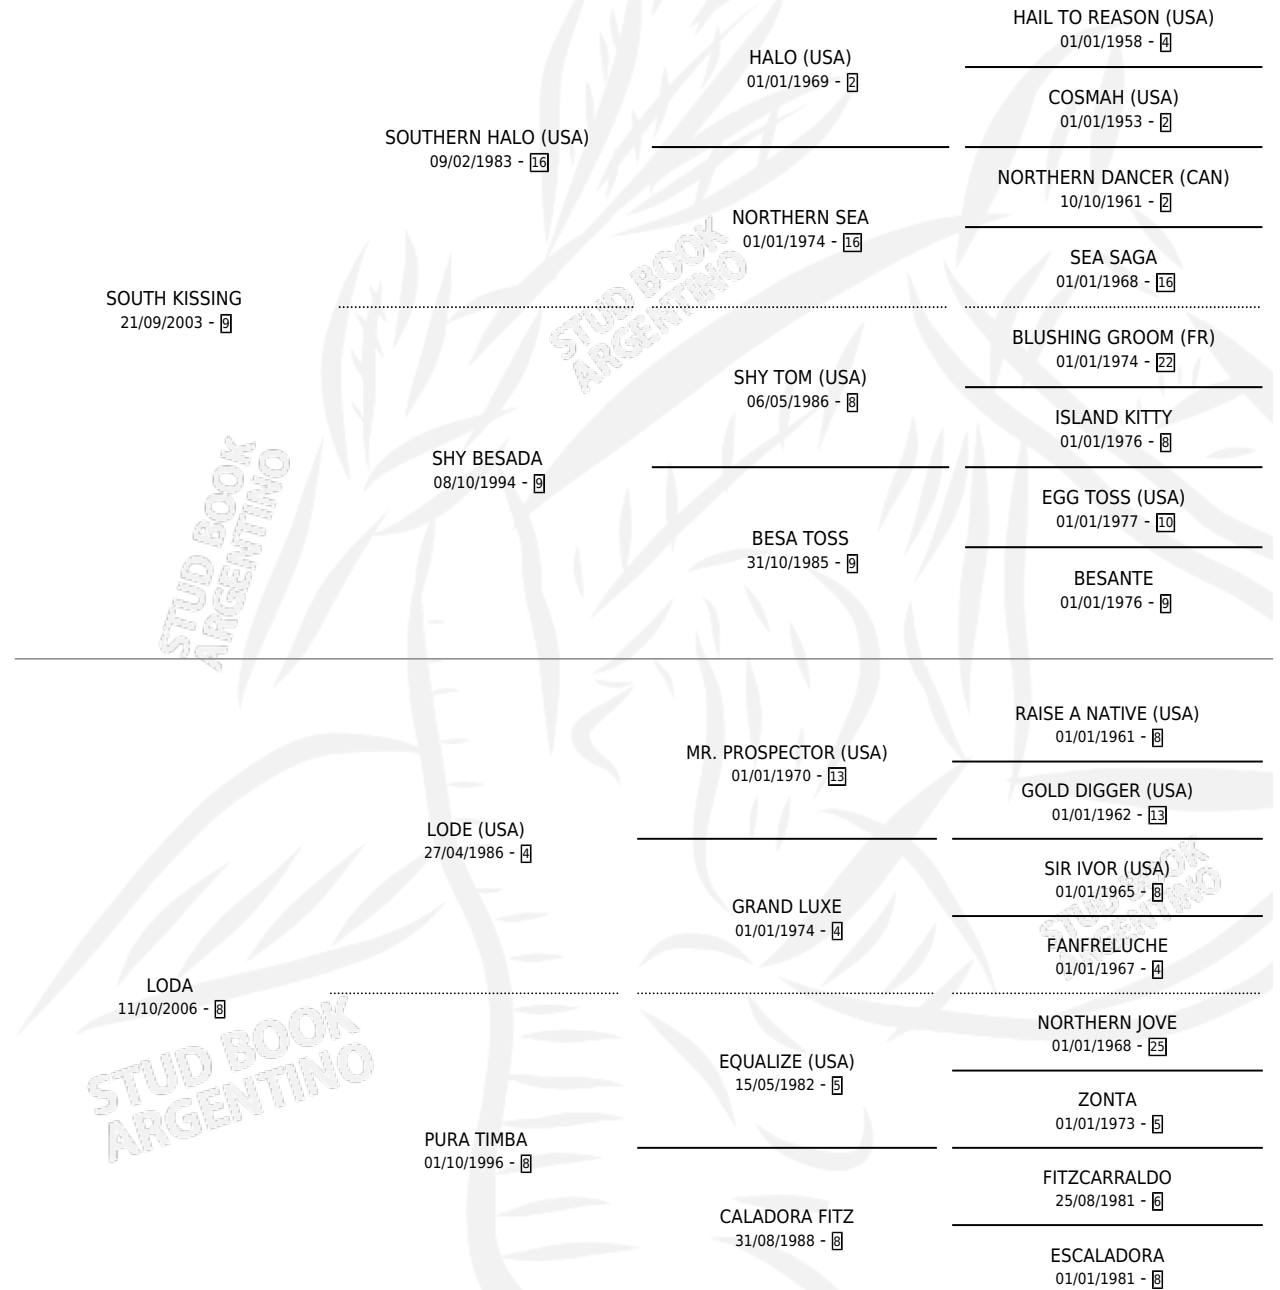 HAIL TO REASON (USA)
01/01/1958 - 4
HALO (USA)
01/01/1969 - 2
COSMAH (USA)
01/01/1953 - 2
SOUTHERN HALO (USA)
09/02/1983 - 16
NORTHERN DANCER (CAN)
10/10/1961 - 2
NORTHERN SEA
01/01/1974 - 16
SEA SAGA
01/01/1968 - 16
SOUTH KISSING
21/09/2003 - 9
STUD BOOK
ARGENTINO
BLUSHING GROOM (FR)
01/01/1974 - 22
SHY TOM (USA)
06/05/1986 - 8
ISLAND KITTY
01/01/1976 - 8
SHY BESADA
08/10/1994 - 9
EGG TOSS (USA)
01/01/1977 - 10
BESA TOSS
31/10/1985 - 9
BESANTE
01/01/1976 - 9
STUD BOOK
ARGENTINO
RAISE A NATIVE (USA)
01/01/1961 - 8
MR. PROSPECTOR (USA)
01/01/1970 - 13
GOLD DIGGER (USA)
01/01/1962 - 13
LODE (USA)
27/04/1986 - 4
SIR IVOR (USA)
01/01/1965 - 8
GRAND LUXE
01/01/1974 - 4
STUD BOOK
ARGENTINO
FANFRELUCHE
01/01/1967 - 4
LODA
11/10/2006 - 8
STUD BOOK
ARGENTINO
NORTHERN JOVE
01/01/1968 - 25
EQUALIZE (USA)
15/05/1982 - 5
ZONTA
01/01/1973 - 5
PURA TIMBA
01/10/1996 - 8
FITZCARRALDO
25/08/1981 - 6
CALADORA FITZ
31/08/1988 - 8
ESCALADORA
01/01/1981 - 8